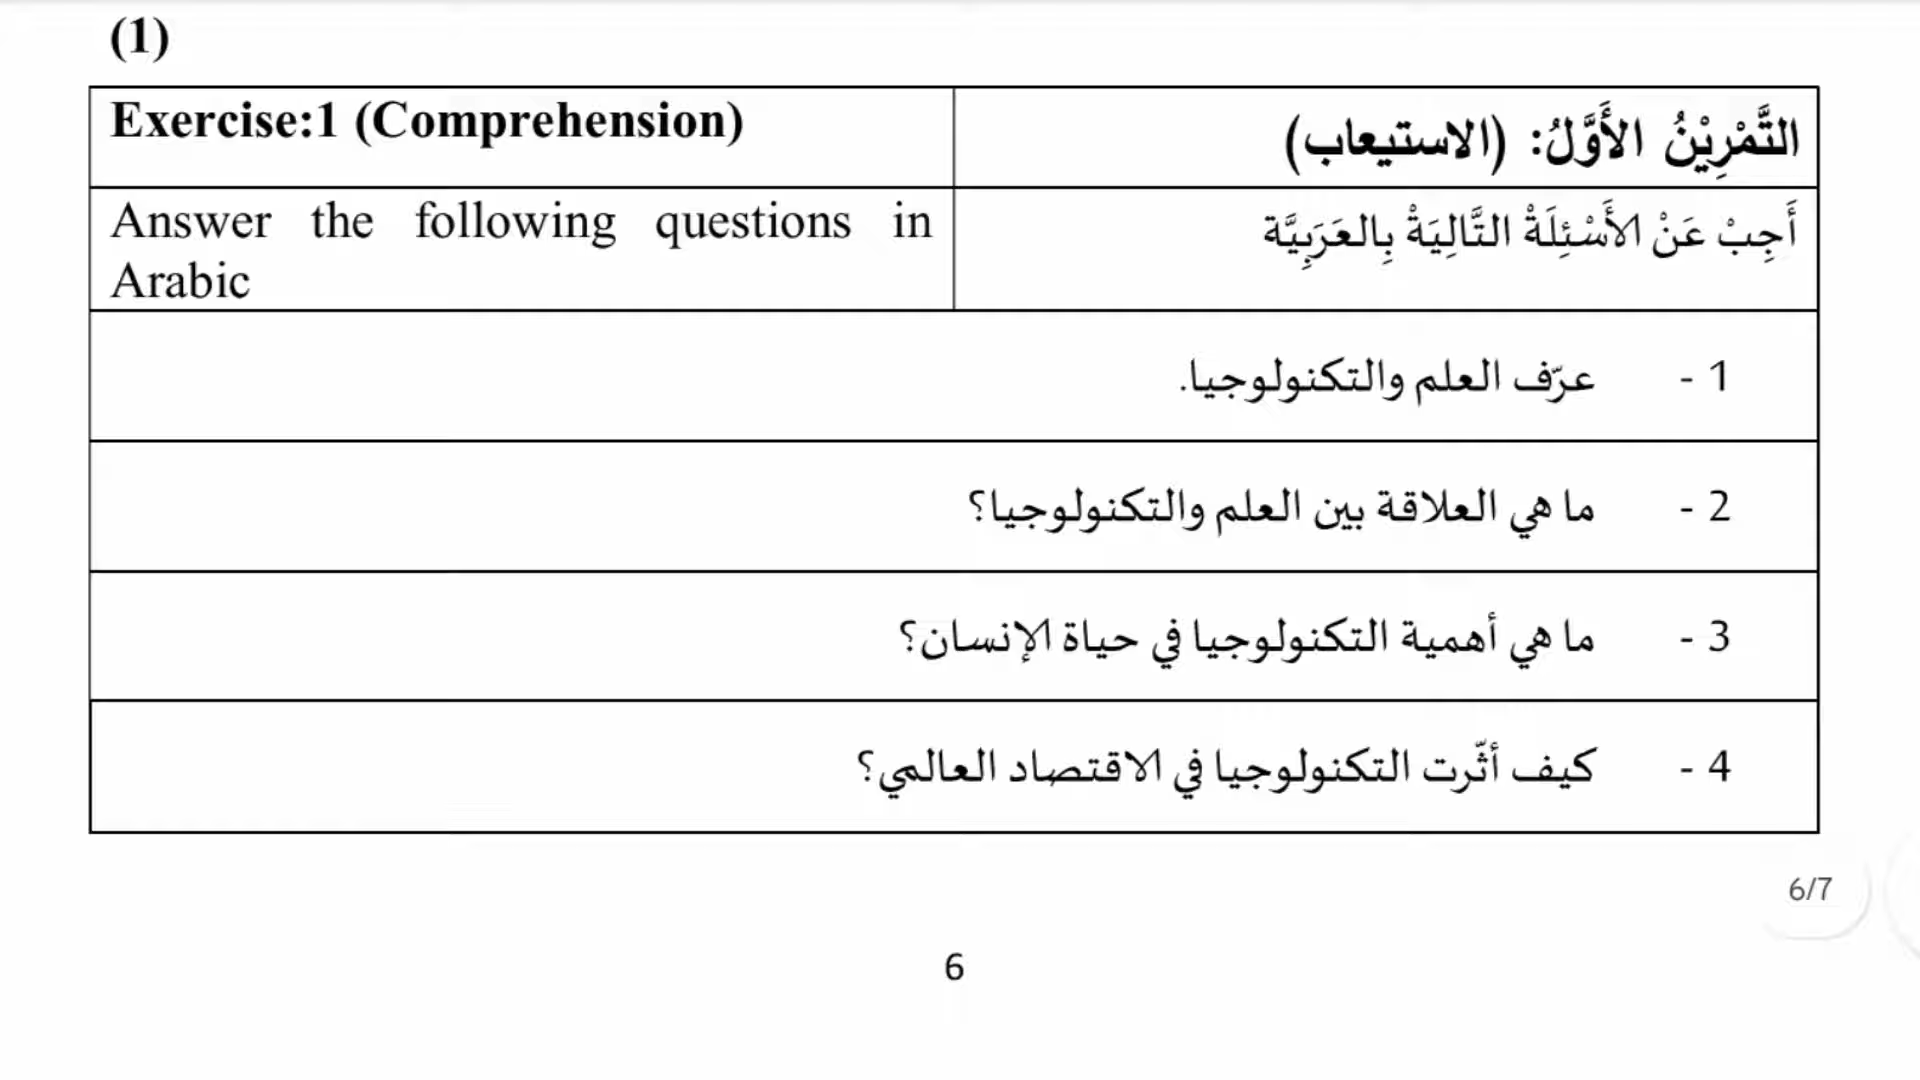 (1)
Exercise:1 (Comprehension)
التَّمْرِيْنُ الأَوَّلُ: (الاستيعاب)
Answer the following questions in
Arabic
أَجِبْ عَنْ الأَسْئِلَةْ التَّالِيَةْ بِالعَرَبِيَّة
1 - عرّف العلم والتكنولوجيا.
2 - ما هي العلاقة بين العلم والتكنولوجيا؟
3 - ما هي أهمية التكنولوجيا في حياة الإنسان؟
4 - كيف أثّرت التكنولوجيا في الاقتصاد العالمي؟
6/7
6